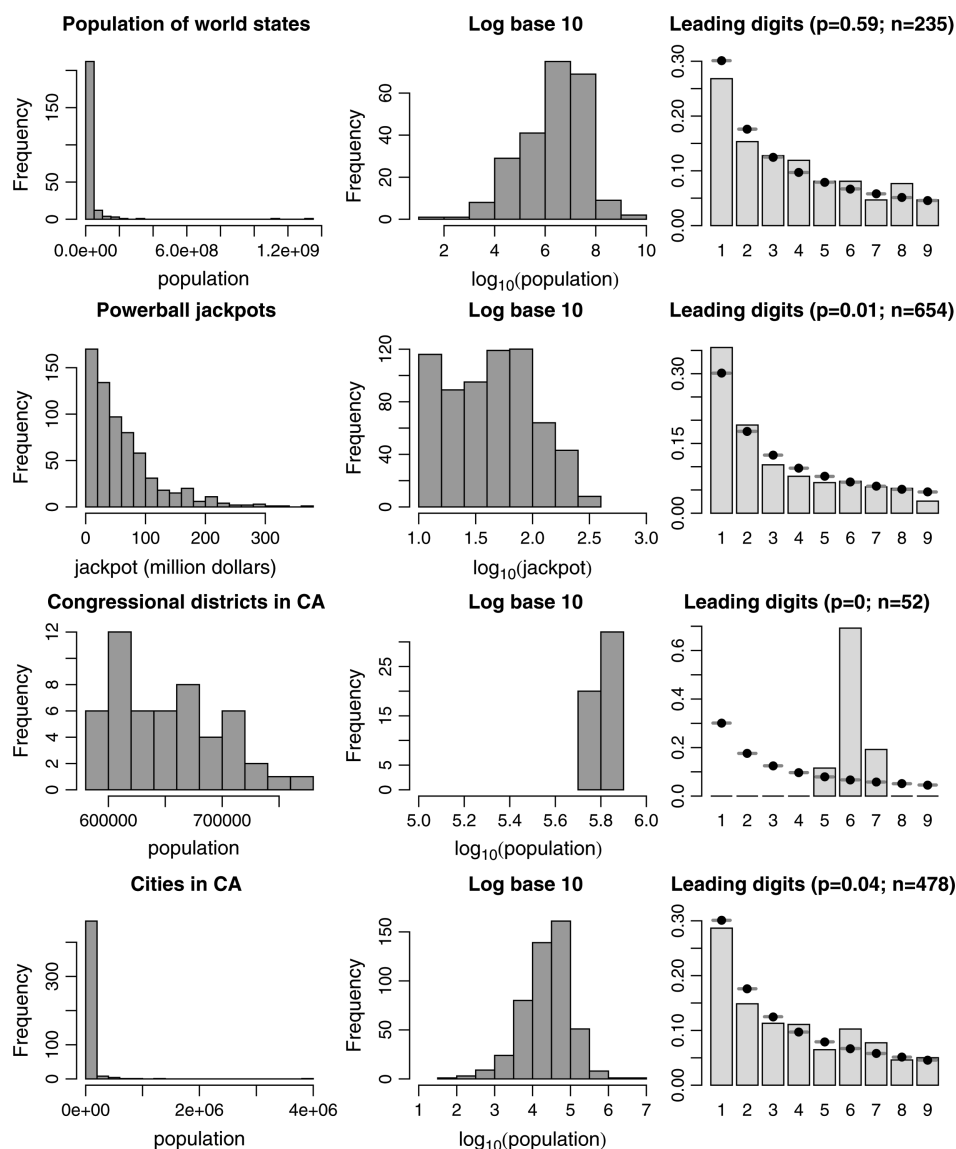 Population of world states
Log base 10
Leading digits (p=0.59; n=235)
Frequency
0
50
150
0.0e+00
6.0e+08
1.2e+09
population
Frequency
0
20
40
60
2
4
6
8
10
log10(population)
0.00
0.10
0.20
0.30
1 2 3 4 5 6 7 8 9
Powerball jackpots
Log base 10
Leading digits (p=0.01; n=654)
Frequency
0
50
100
150
0
100
200
300
jackpot (million dollars)
Frequency
0
40
80
120
1.0
1.5
2.0
2.5
3.0
log10(jackpot)
0.00
0.15
0.30
1 2 3 4 5 6 7 8 9
Congressional districts in CA
Log base 10
Leading digits (p=0; n=52)
Frequency
0
2
4
6
8
12
600000
700000
population
Frequency
0
5
15
25
5.0
5.2
5.4
5.6
5.8
6.0
log10(population)
0.0
0.2
0.4
0.6
1 2 3 4 5 6 7 8 9
Cities in CA
Log base 10
Leading digits (p=0.04; n=478)
Frequency
0
100
300
0e+00
2e+06
4e+06
population
Frequency
0
50
100
150
1
2
3
4
5
6
7
log10(population)
0.00
0.10
0.20
0.30
1 2 3 4 5 6 7 8 9